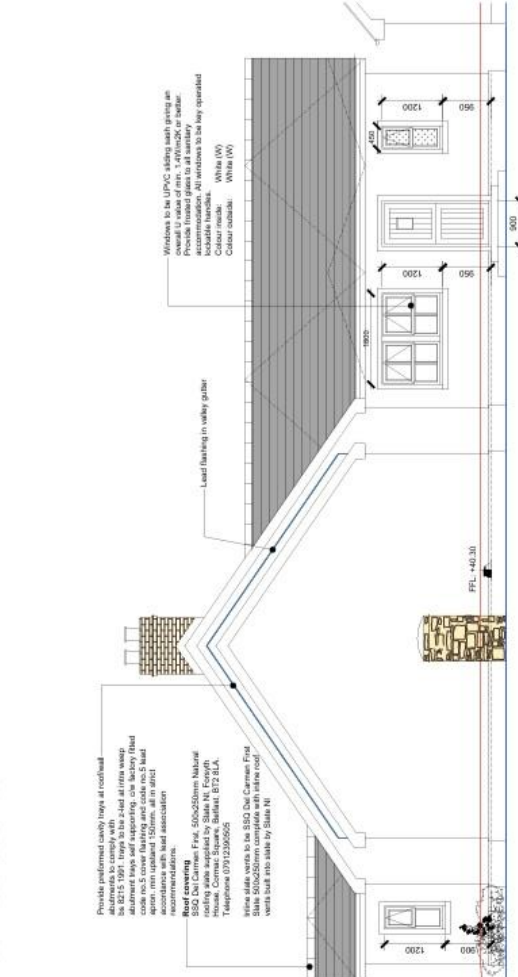 Windows to be UPVC sliding sash giving an
overall U value of min. 1.4W/m2K or better.
Provide frosted glass to all sanitary
accommodation. All windows to be key operated
lockable handles.
Colour inside: White (W)
Colour outside: White (W)
Lead flashing in valley gutter
Provide preformed cavity trays at roof/wall
abutments to comply with
bs 8215 1991. trays to be 2-led at intra weep
abutment trays self supporting. c/w factory fitted
code no.5 cover flashing and code no.5 lead
apron. min upstand 150mm. all in strict
accordance with lead association
recommendations.
Roof covering
SSQ Del Carmen First, 500x250mm Natural
roofing slate supplied by Slate NI, Forsyth
House, Cormac Square, Belfast, BT2 8LA.
Telephone 07912390505
Inline slate vents to be SSQ Del Carmen First
Slate 500x250mm complete with inline roof
vents built into slate by Slate NI
1200
900
FFL: +40.30
1600
1200
950
900
450
1200
950